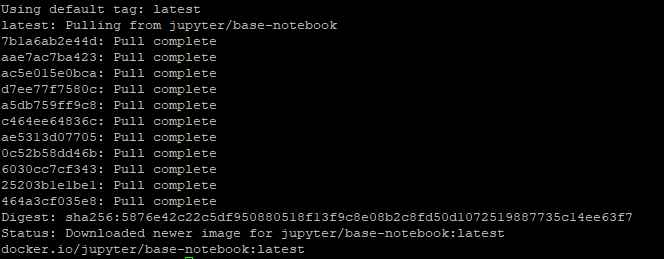 Using default tag: latest
latest: Pulling from jupyter/base-notebook
7b1a6ab2e44d: Pull complete
aae7ac7ba423: Pull complete
ac5e015e0bca: Pull complete
d7ee77f7580c: Pull complete
a5db759ff9c8: Pull complete
c464ee64836c: Pull complete
ae5313d07705: Pull complete
0c52b58dd46b: Pull complete
6030cc7cf343: Pull complete
25203b1e1be1: Pull complete
464a3cf035e8: Pull complete
Digest: sha256:5876e42c22c5df950880518f13f9c8e08b2c8fd50d1072519887735c14ee63f7
Status: Downloaded newer image for jupyter/base-notebook:latest
docker.io/jupyter/base-notebook:latest